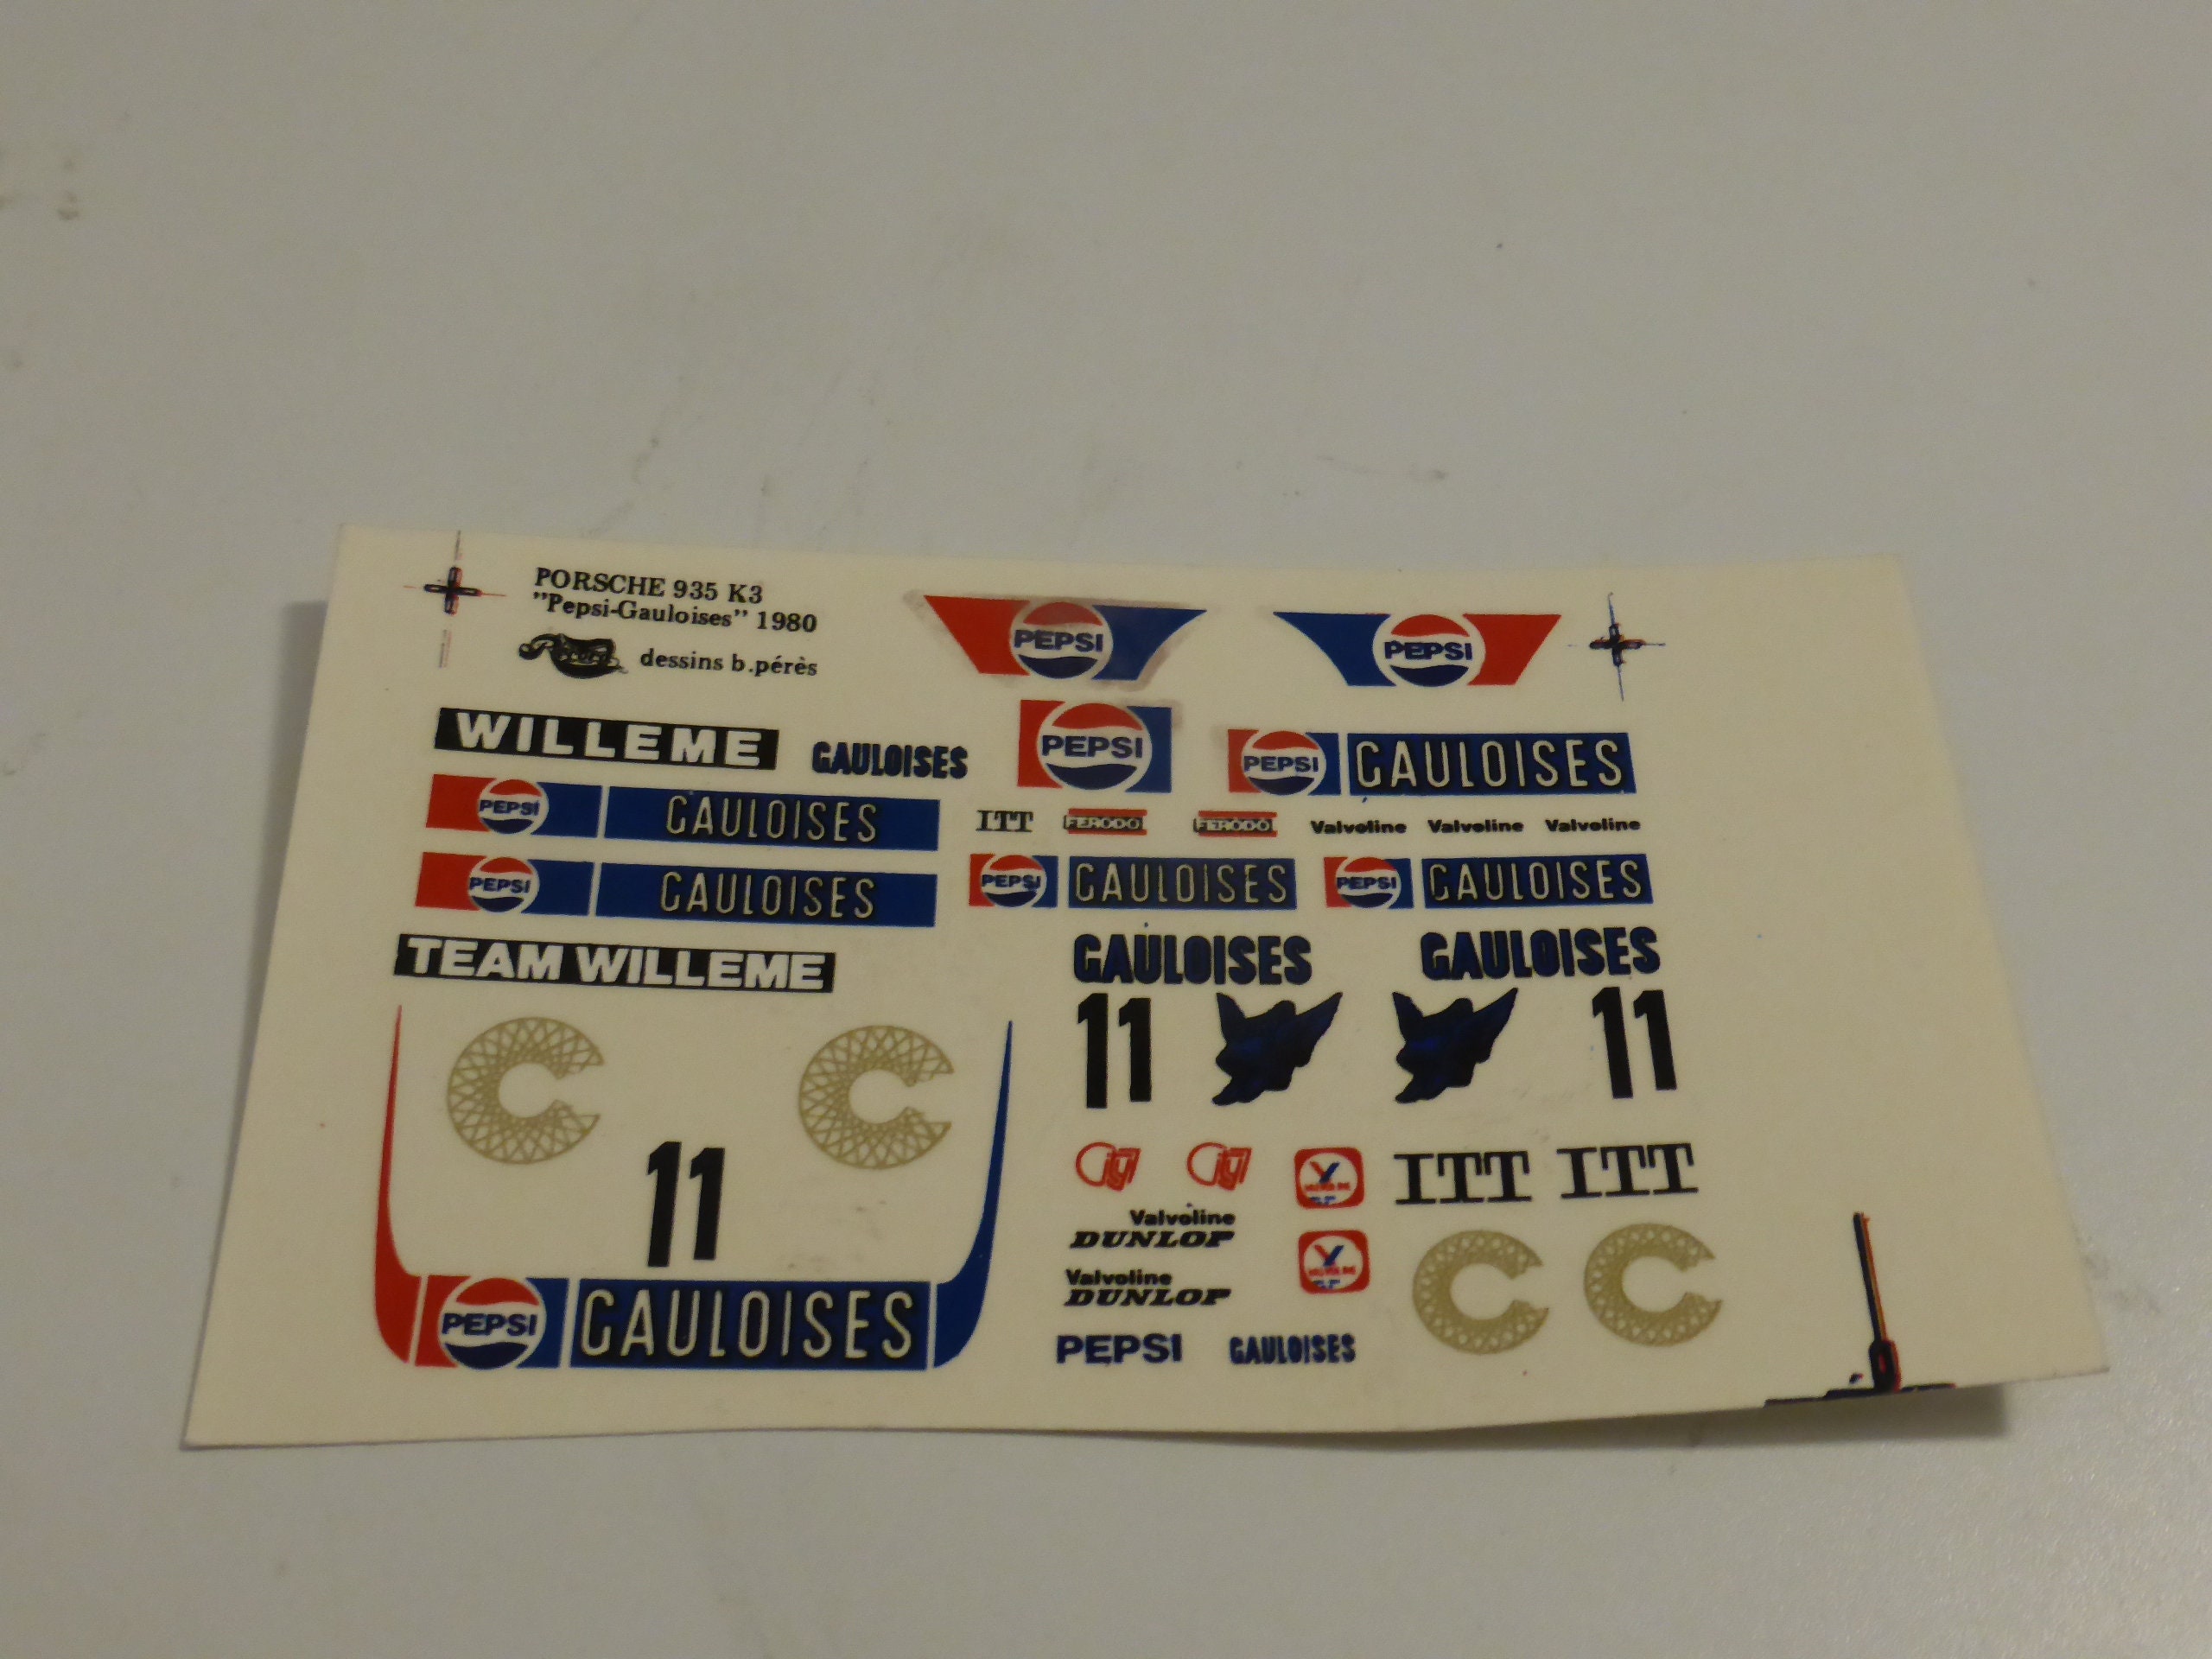 PORSCHE 935 K3
"Pepsi-Gauloises" 1980
dessins b.pérès
PEPSI
PEPSI
WILLEME
GAULOISES
PEPSI
PEPSI GAULOISES
PEPSI GAULOISES
ITT FERODO FERODO Valvoline Valvoline Valvoline
PEPSI GAULOISES
PEPSI GAULOISES
PEPSI GAULOISES
TEAM WILLEME
GAULOISES
GAULOISES
11
11
11
PEPSI GAULOISES
ITT ITT
Valvoline
DUNLOP
Valvoline
DUNLOP
PEPSI GAULOISES